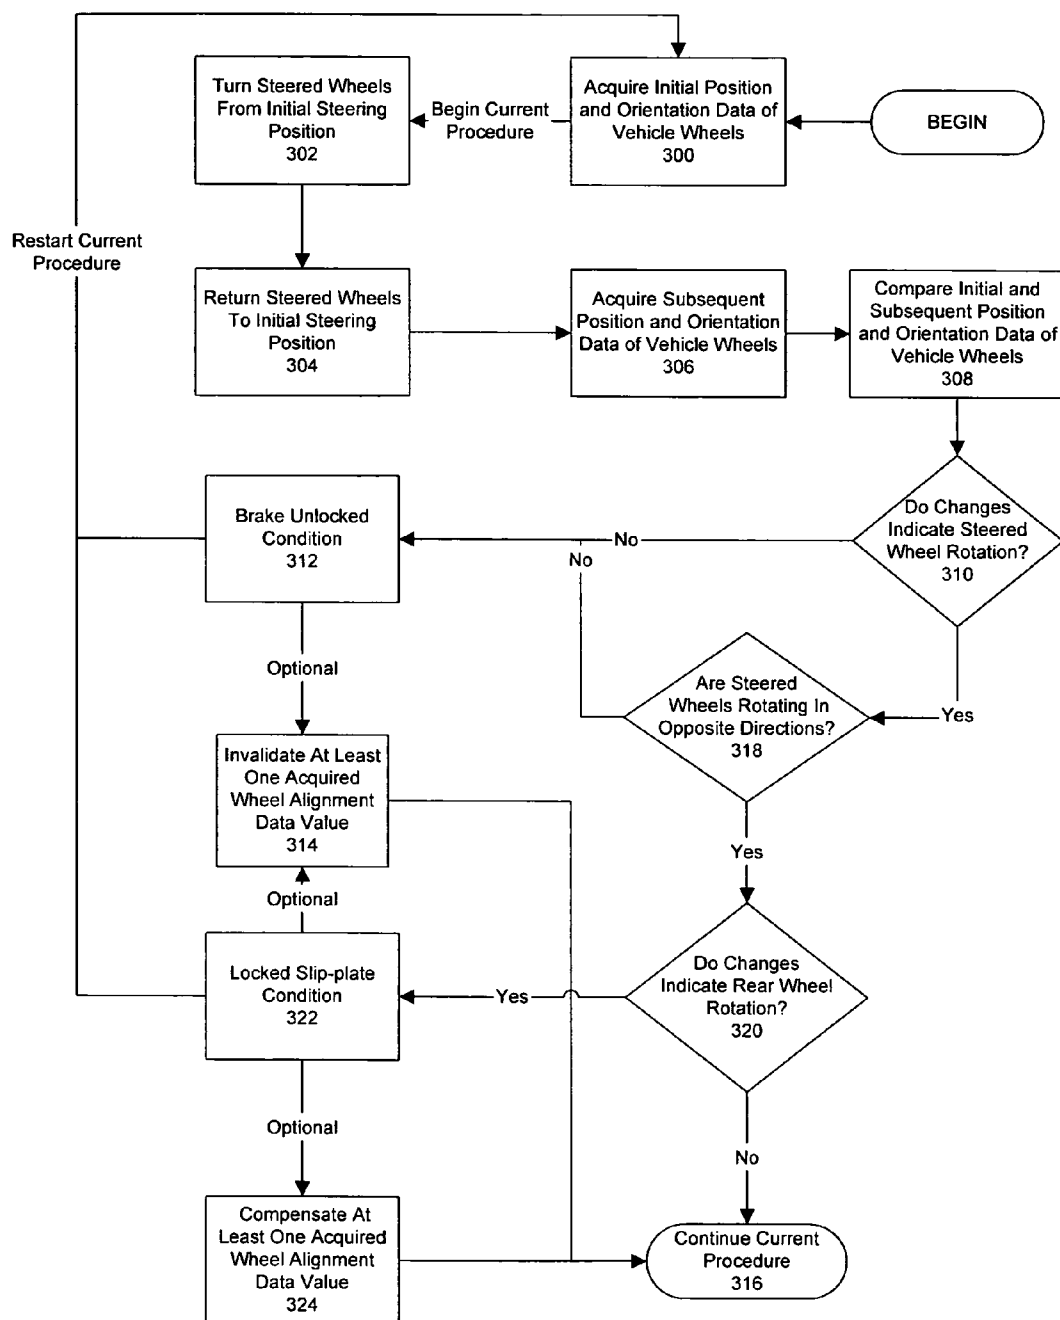 Turn Steered Wheels
From Initial Steering
Position
302
Begin Current
Procedure
Acquire Initial Position
and Orientation Data of
Vehicle Wheels
300
BEGIN
Restart Current
Procedure
Return Steered Wheels
To Initial Steering
Position
304
Acquire Subsequent
Position and Orientation
Data of Vehicle Wheels
306
Compare Initial and
Subsequent Position
and Orientation Data of
Vehicle Wheels
308
Do Changes
Indicate Steered
Wheel Rotation?
310
No
No
Yes
Brake Unlocked
Condition
312
Optional
Are Steered
Wheels Rotating In
Opposite Directions?
318
Yes
Invalidate At Least
One Acquired
Wheel Alignment
Data Value
314
Optional
Locked Slip-plate
Condition
322
Yes
Do Changes
Indicate Rear Wheel
Rotation?
320
Optional
No
Compensate At
Least One Acquired
Wheel Alignment
Data Value
324
Continue Current
Procedure
316